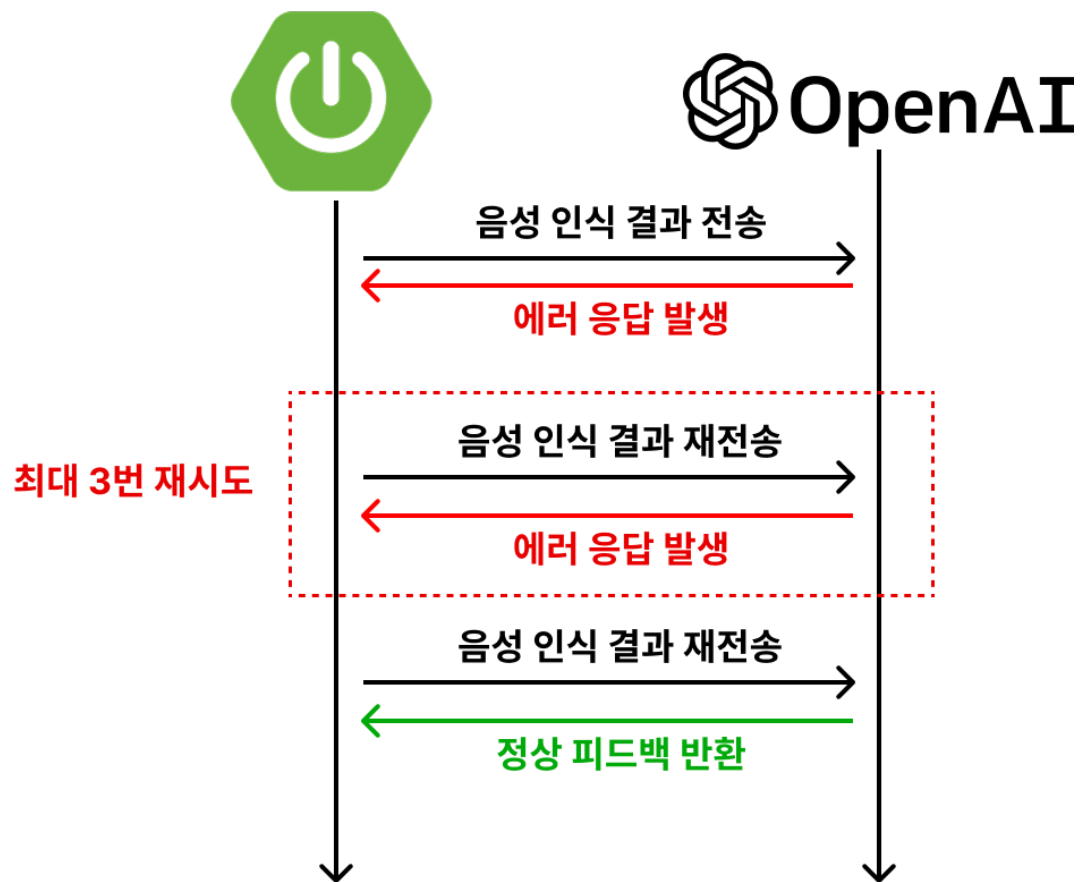 OpenAI
음성 인식 결과 전송
에러 응답 발생
음성 인식 결과 재전송
최대 3번 재시도
에러 응답 발생
음성 인식 결과 재전송
정상 피드백 반환